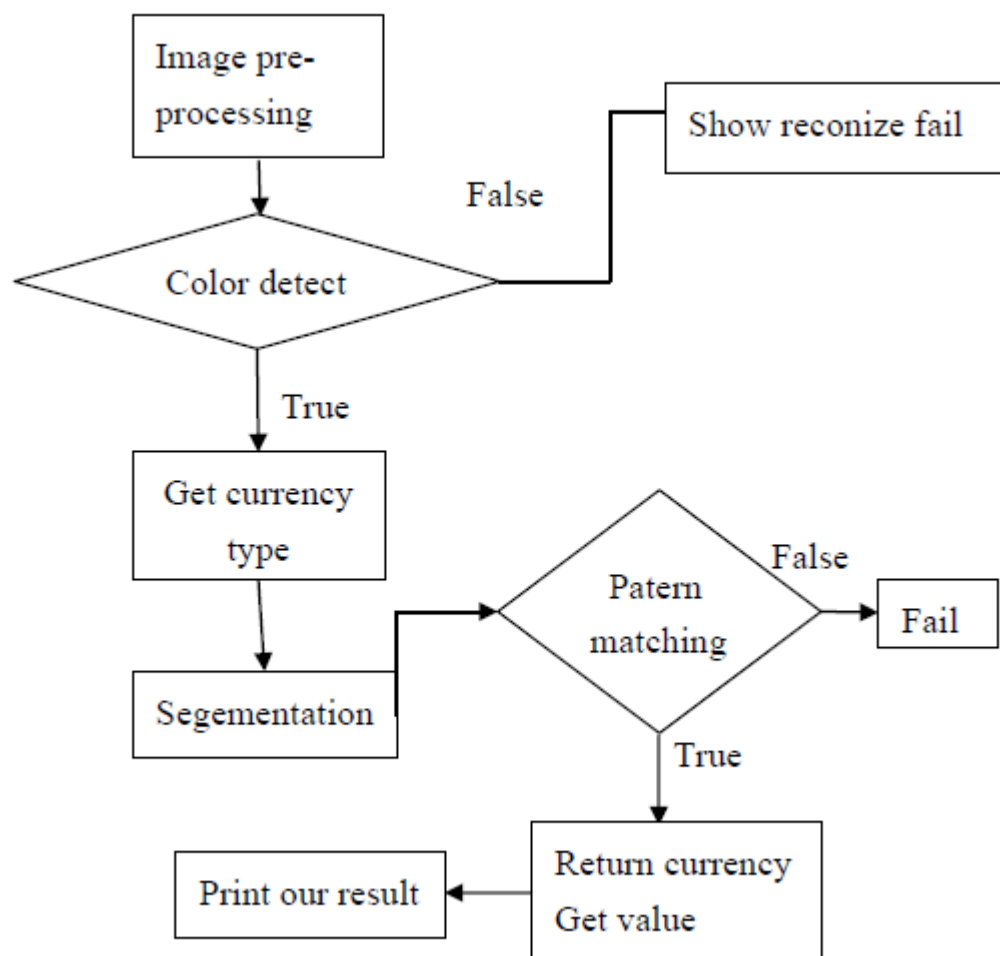 Image pre-
processing
Show reconize fail
False
Color detect
True
Get currency
type
Patern
matching
False
Fail
Segementation
True
Return currency
Get value
Print our result